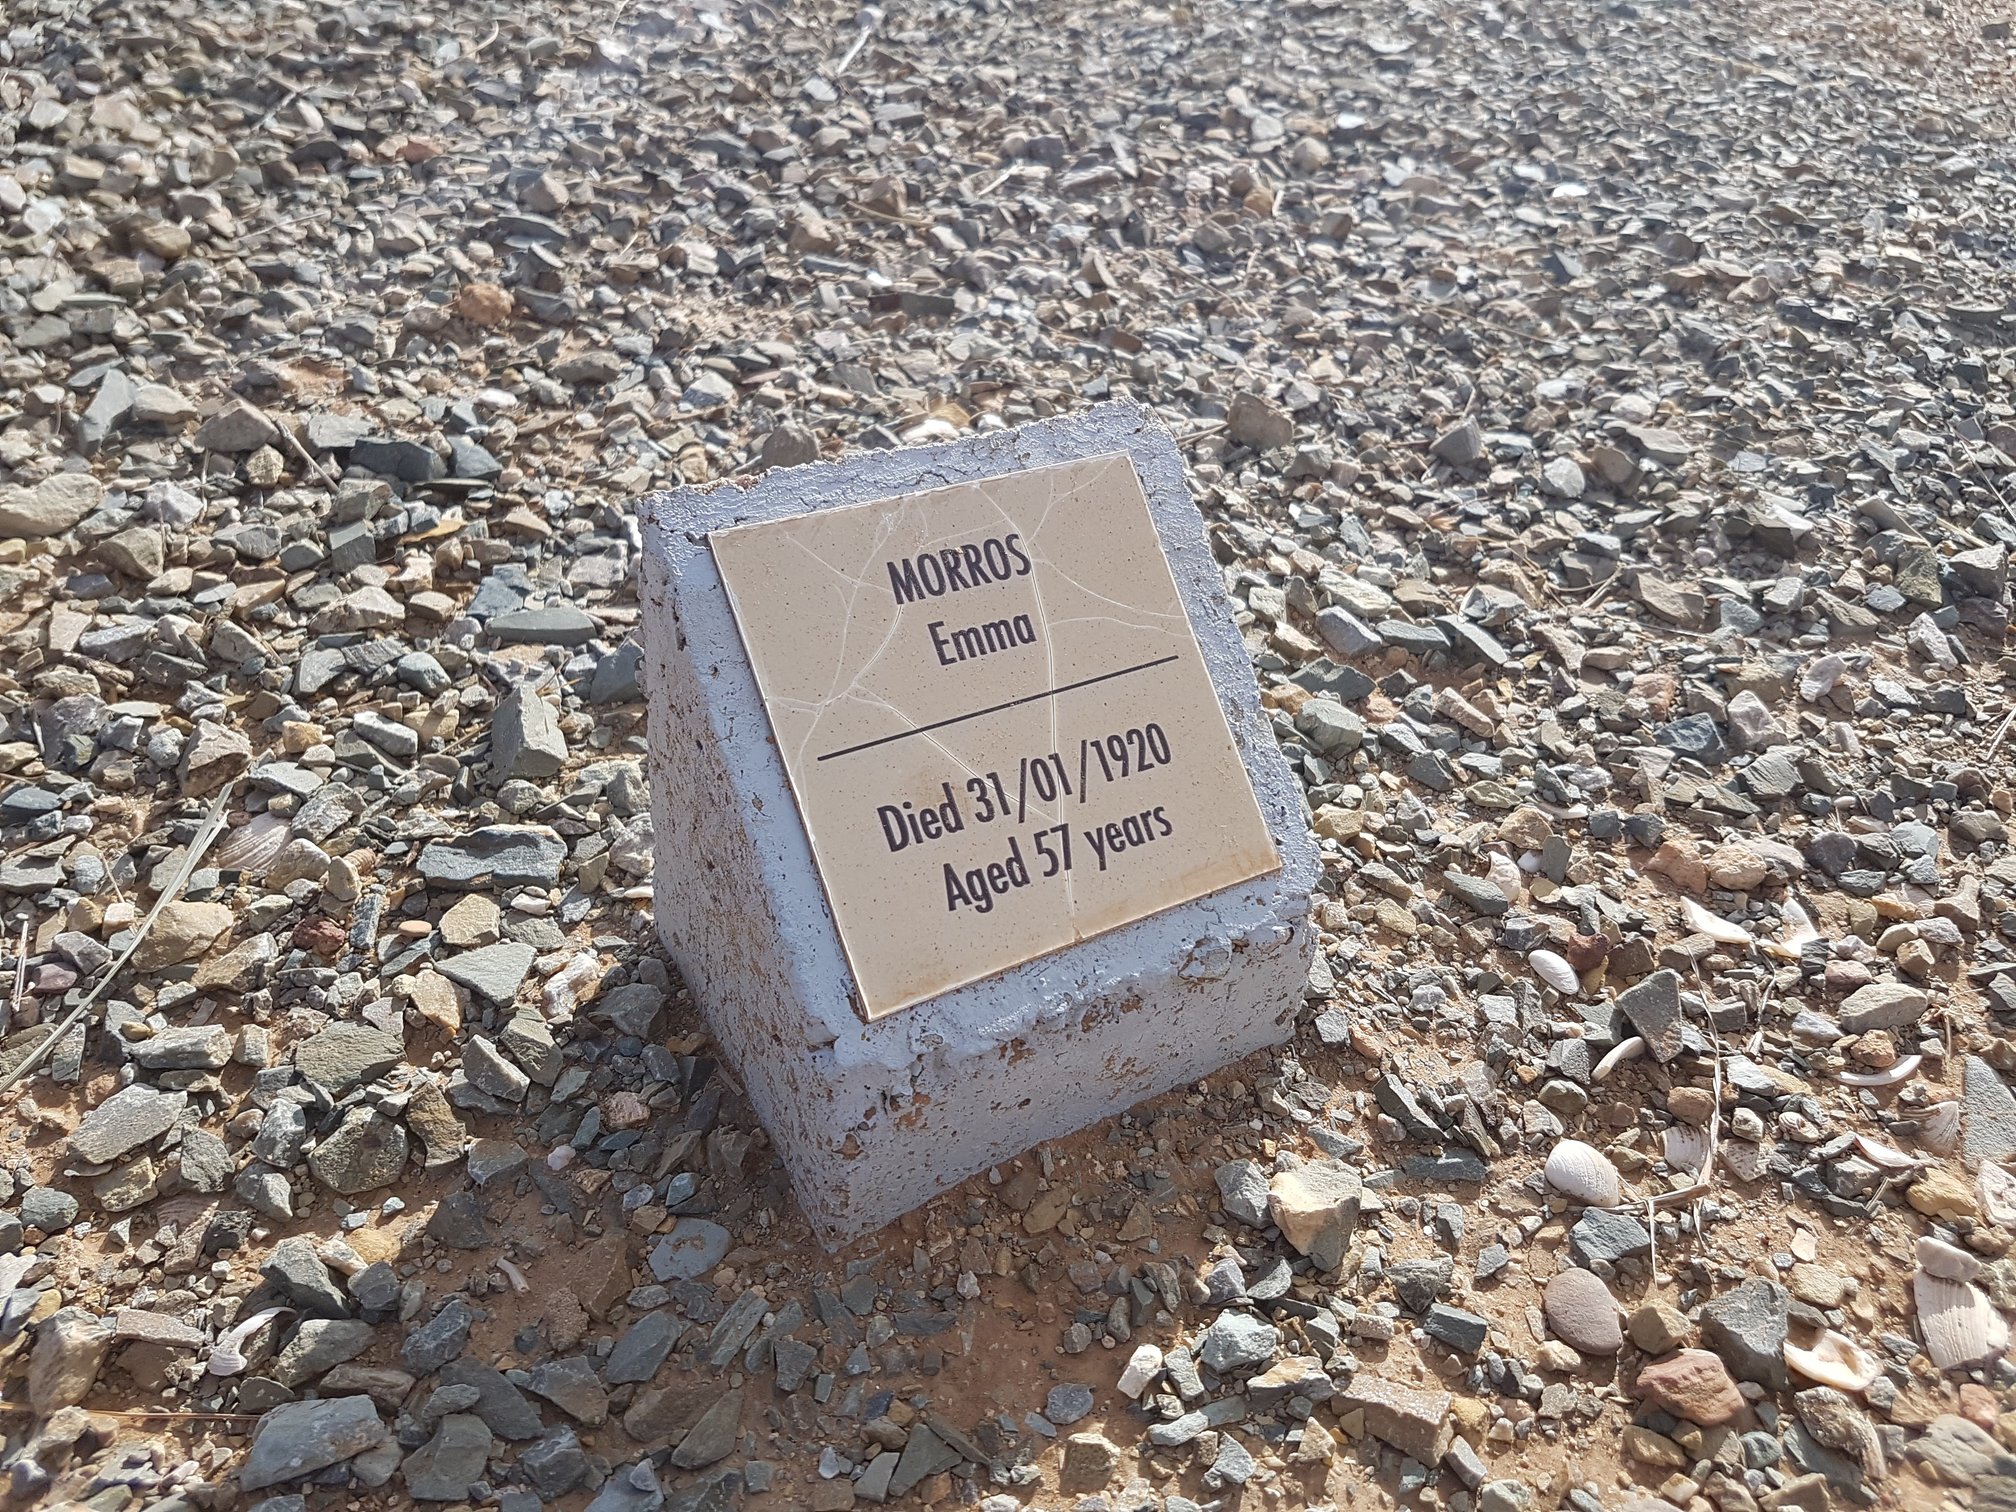 MORROS
Emma
Died 31/01/1920
Aged 57 years